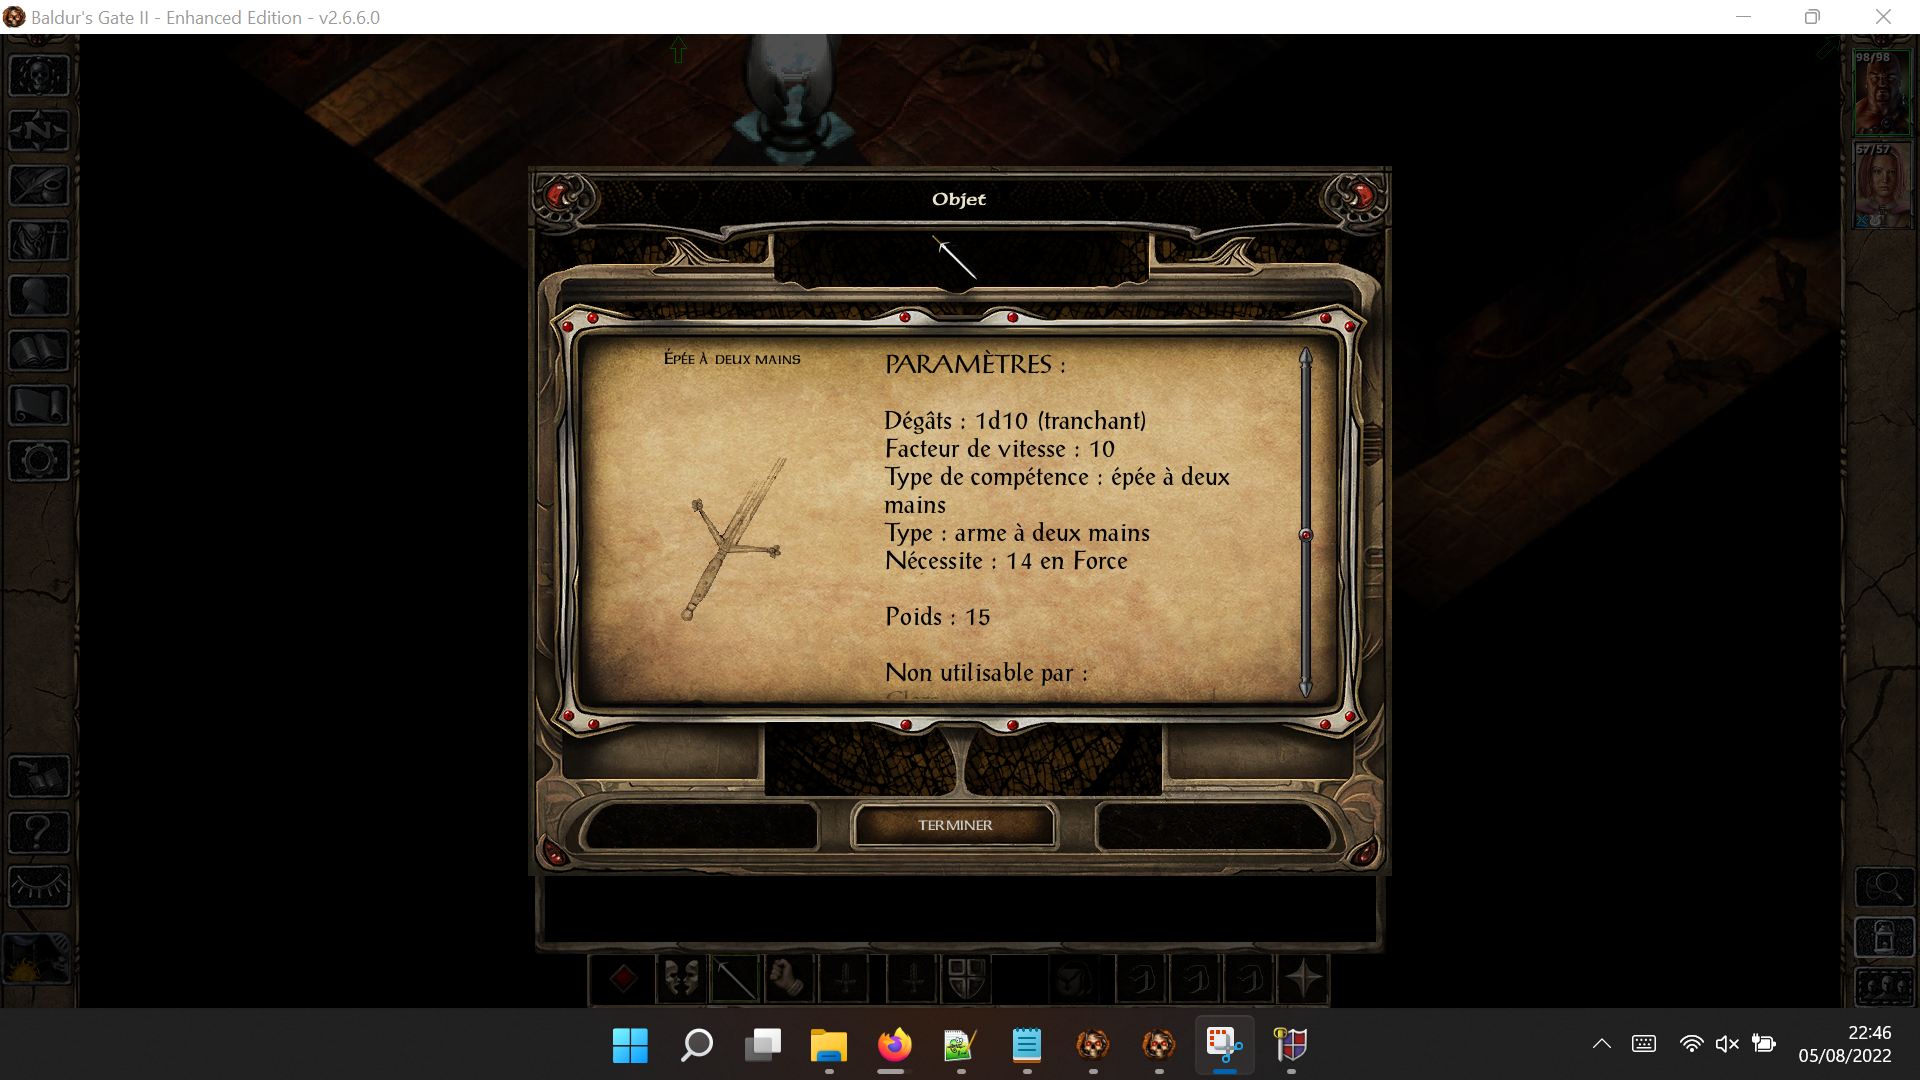 Baldur's Gate II - Enhanced Edition - v2.6.6.0
98/98
57/57
Objet
ÉPÉE À DEUX MAINS
PARAMÈTRES :
Dégâts : 1d10 (tranchant)
Facteur de vitesse : 10
Type de compétence : épée à deux
mains
Type : arme à deux mains
Nécessite : 14 en Force
Poids : 15
Non utilisable par :
TERMINER
22:46
05/08/2022